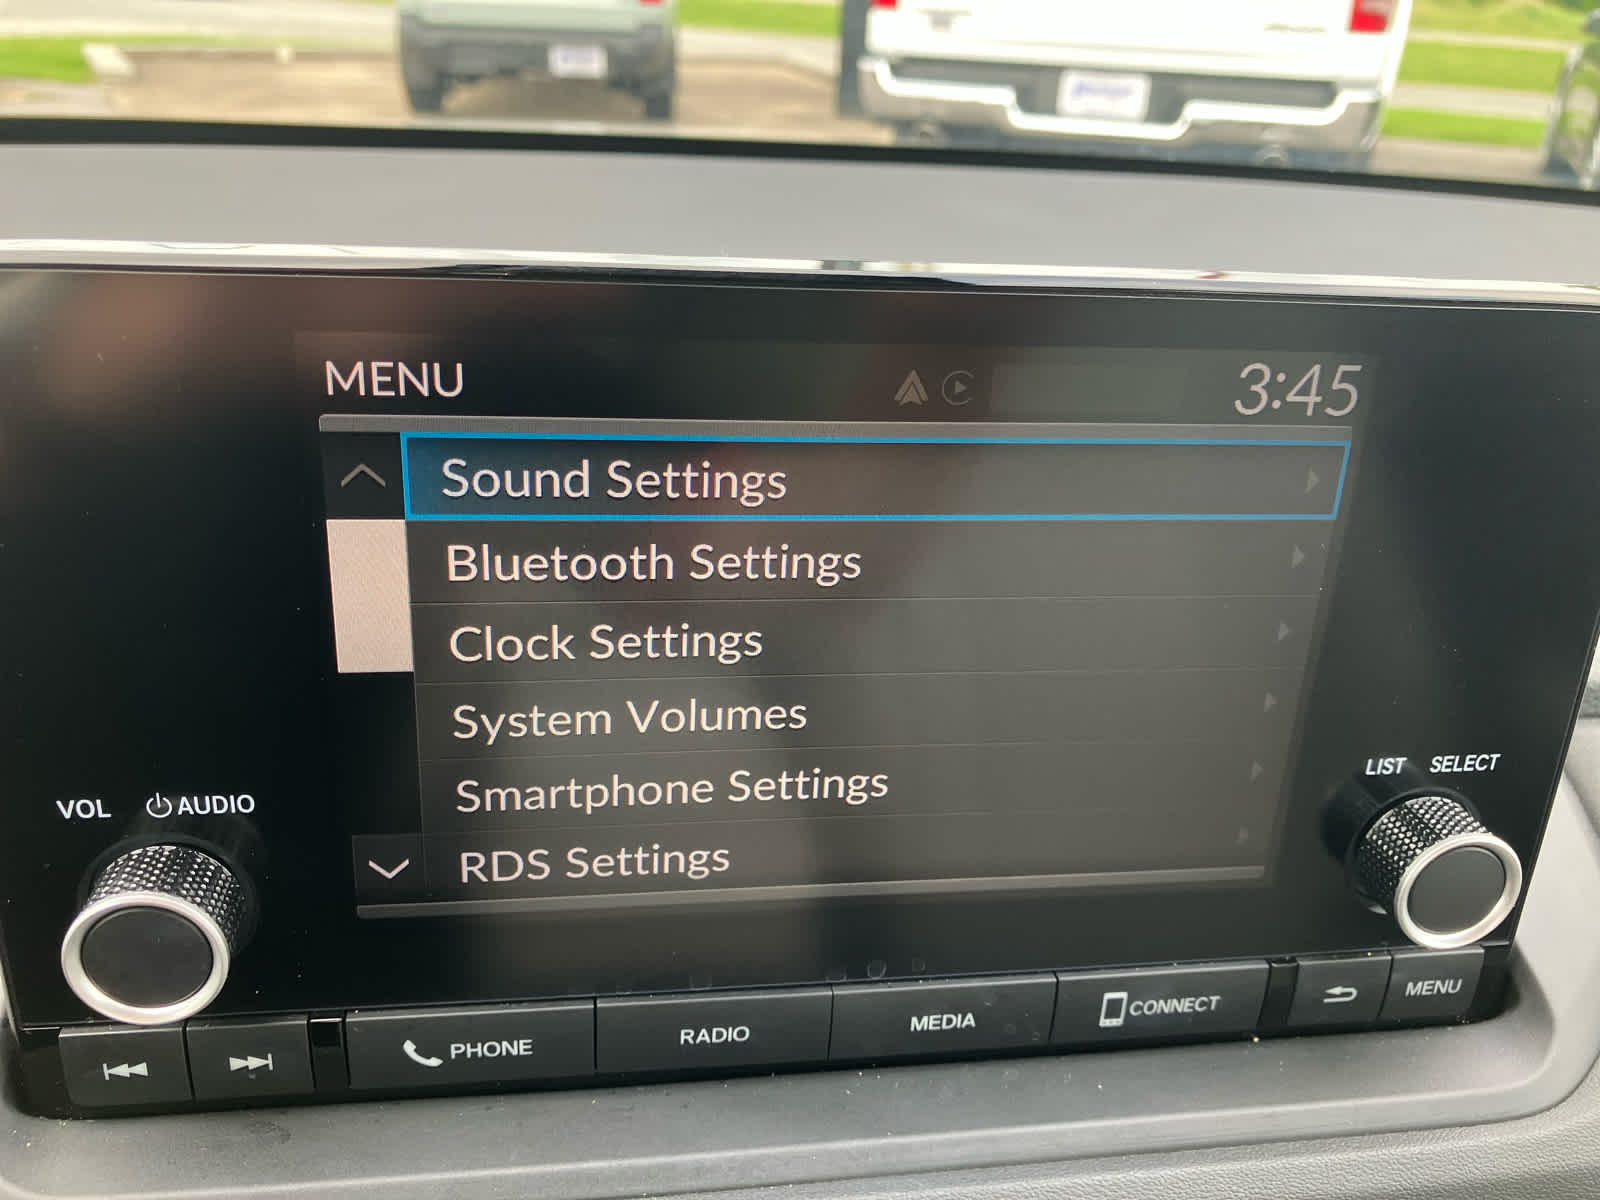 MENU
3:45
Sound Settings
Bluetooth Settings
Clock Settings
System Volumes
Smartphone Settings
RDS Settings
VOL AUDIO
LIST SELECT
PHONE
RADIO
MEDIA
CONNECT
MENU